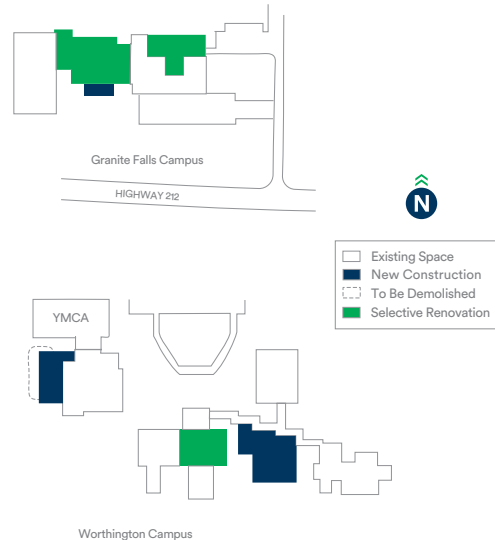 Granite Falls Campus
HIGHWAY 212
N
Existing Space
New Construction
To Be Demolished
Selective Renovation
YMCA
Worthington Campus